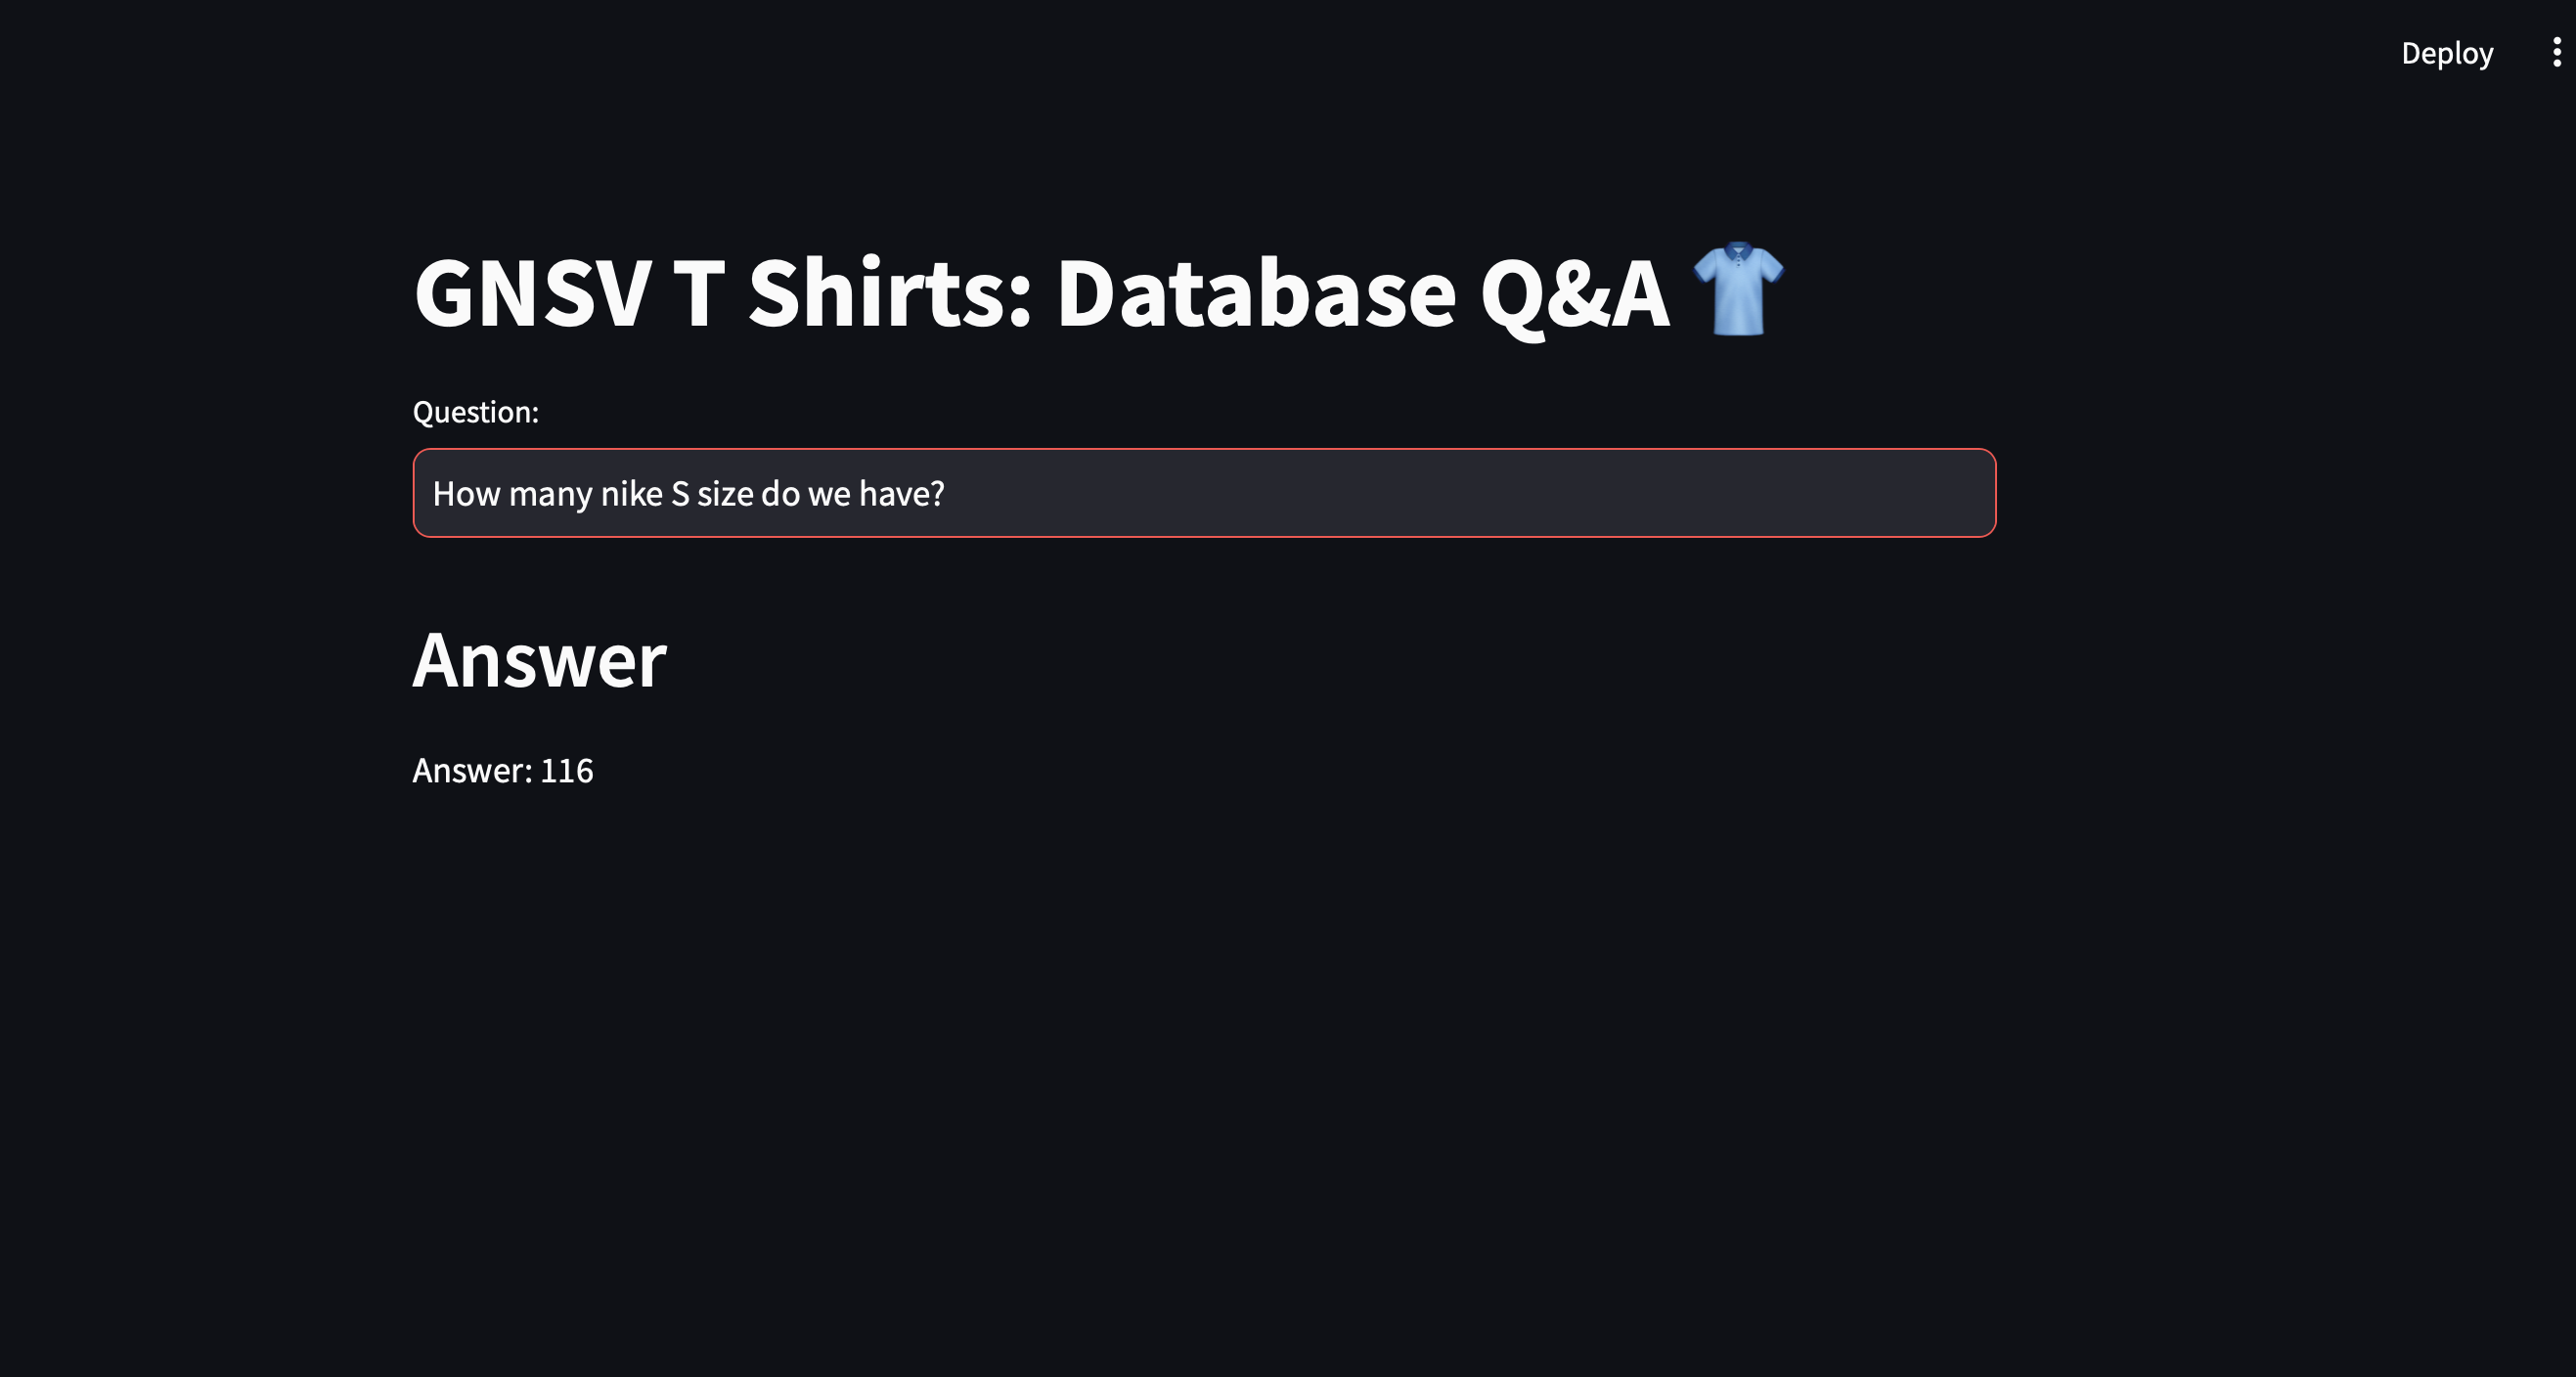 Deploy
GNSV T Shirts: Database Q&A
Question:
How many nike S size do we have?
Answer
Answer: 116